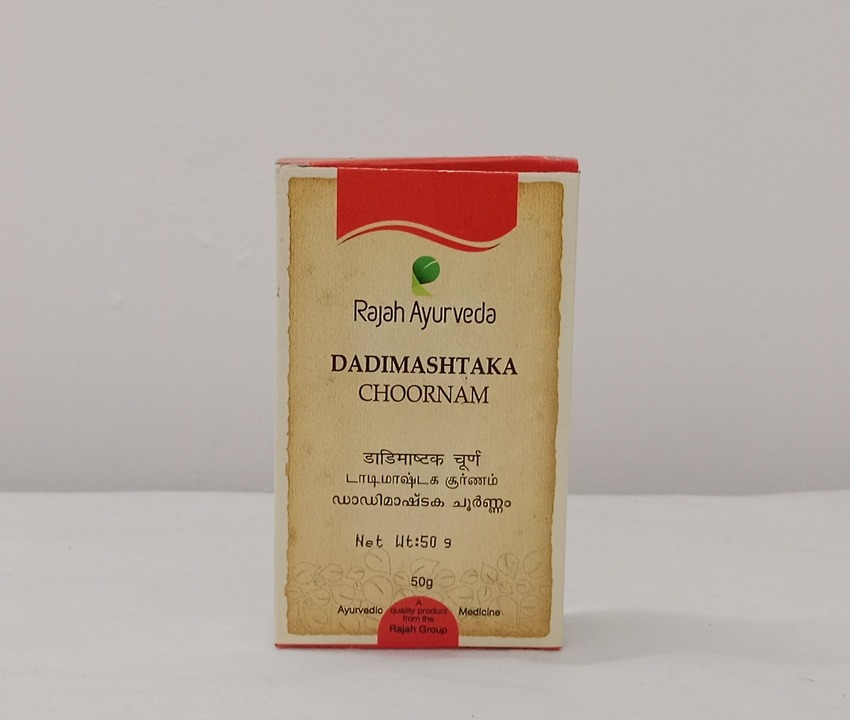 Rajah Ayurveda
DADIMASHTAKA
CHOORNAM
डाडिमाष्टक चूर्ण
டாடிமாஷ்டக சூர்ணம்
ഡാഡിമാഷ്ടക ചൂർണ്ണം
Net Wt:50 g
50g
Ayurvedic Medicine
A
quality product
from the
Rajah Group